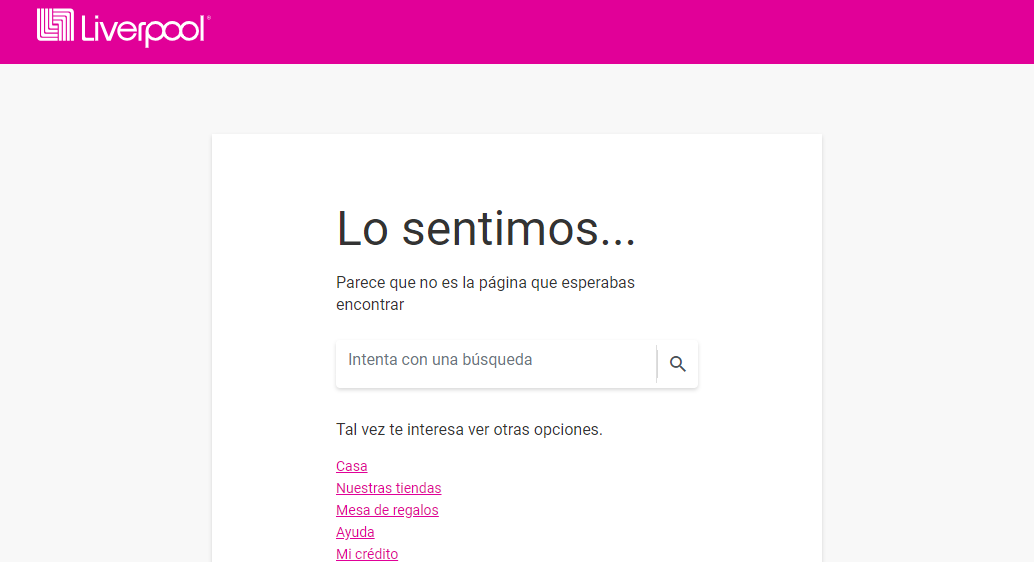 Liverpool
Lo sentimos...
Parece que no es la página que esperabas
encontrar
Intenta con una búsqueda
Tal vez te interesa ver otras opciones.
Casa
Nuestras tiendas
Mesa de regalos
Ayuda
Mi crédito